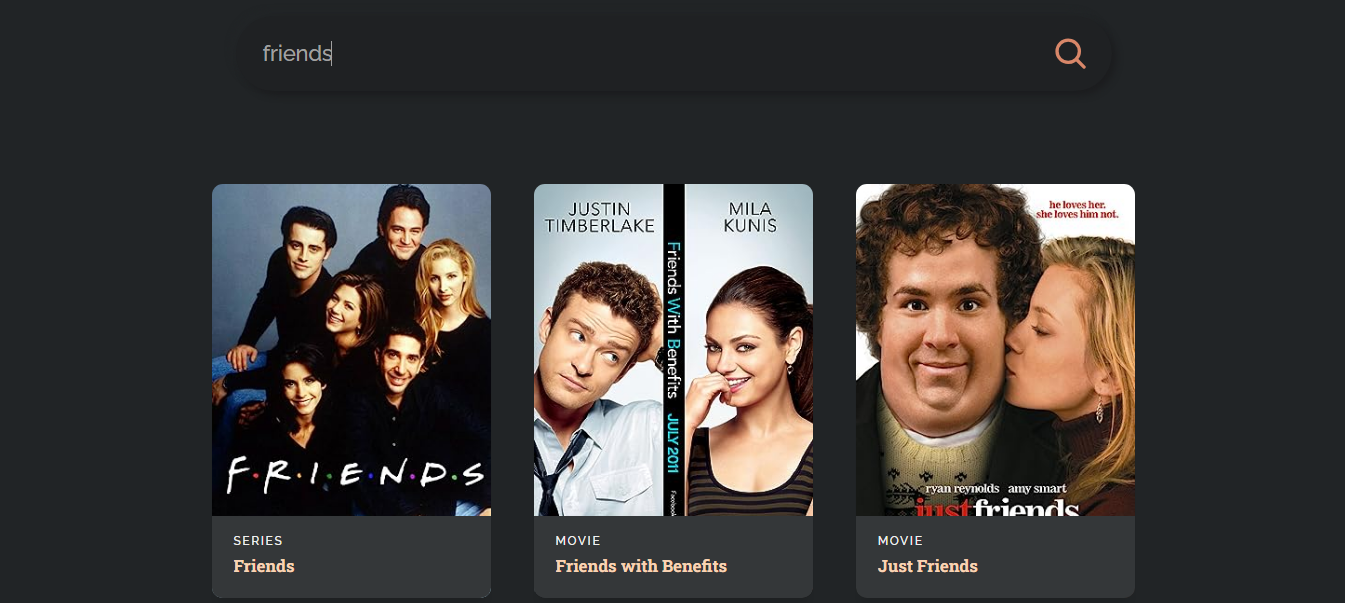 friends
JUSTIN TIMBERLAKE
MILA KUNIS
Friends With Benefits JULY 2011
he loves her.
she loves him not.
F·R·I·E·N·D·S
ryan reynolds amy smart
just friends
SERIES
Friends
MOVIE
Friends with Benefits
MOVIE
Just Friends